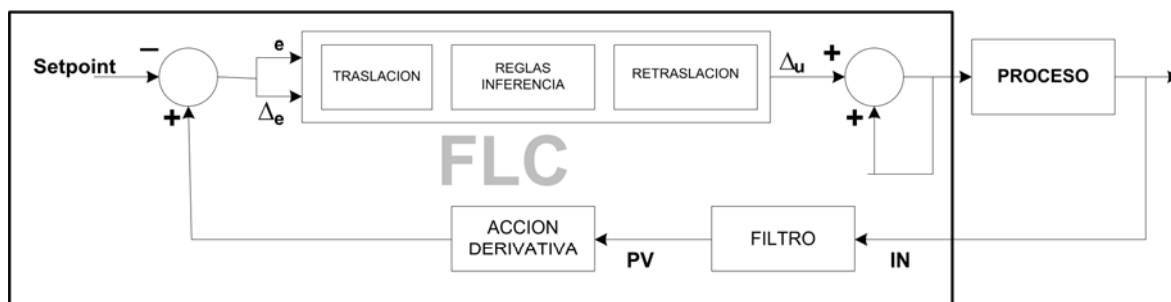 Setpoint
−
+
e
Δe
TRASLACION
REGLAS
INFERENCIA
RETRASLACION
Δu
+
+
PROCESO
FLC
ACCION
DERIVATIVA
PV
FILTRO
IN